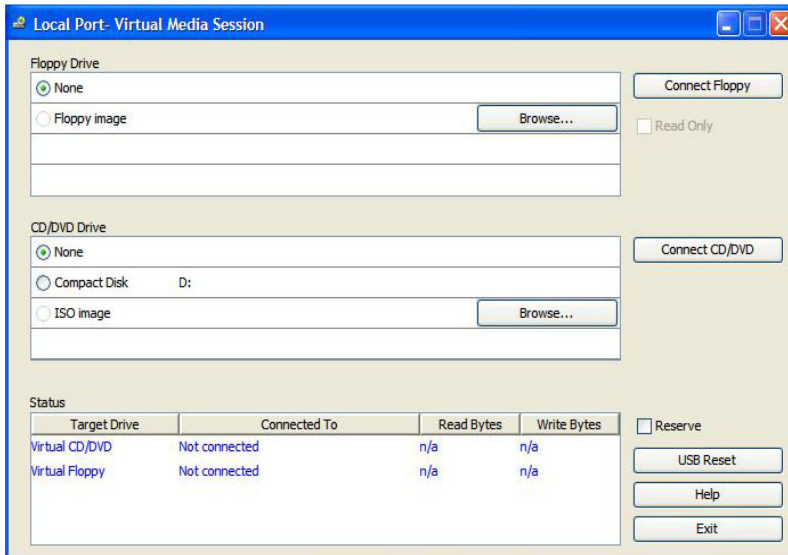 Local Port- Virtual Media Session
Floppy Drive
None
Connect Floppy
Floppy image
Browse...
Read Only
CD/DVD Drive
None
Connect CD/DVD
Compact Disk D:
ISO image
Browse...
Status
Target Drive Connected To Read Bytes Write Bytes
Reserve
Virtual CD/DVD Not connected n/a n/a
USB Reset
Virtual Floppy Not connected n/a n/a
Help
Exit